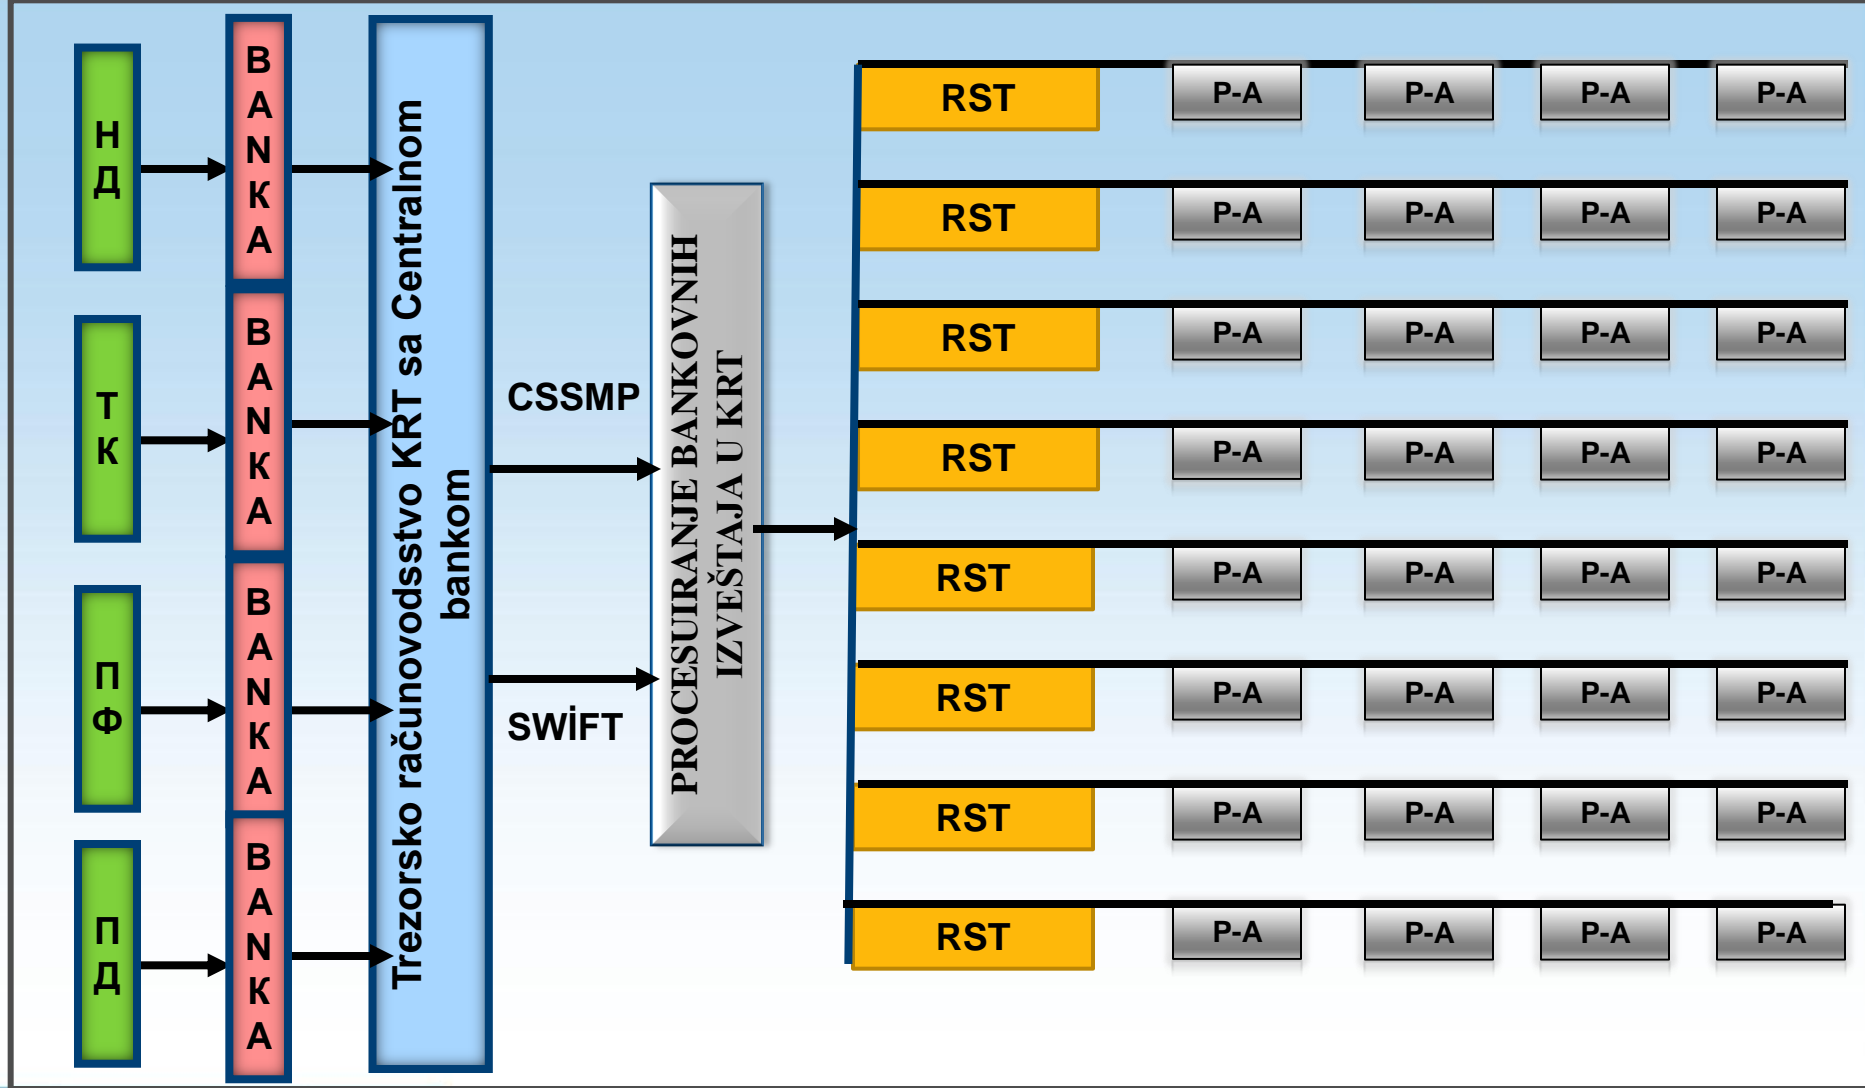 НД
BANKA
ТК
BANKA
ПФ
BANKA
ПД
BANKA
Trezorsko računovodsstvo KRT sa Centralnom
bankom
CSSMP
SWİFT
PROCESUIRANJE BANKOVNIH
IZVEŠTAJA U KRT
RST P-A P-A P-A P-A
RST P-A P-A P-A P-A
RST P-A P-A P-A P-A
RST P-A P-A P-A P-A
RST P-A P-A P-A P-A
RST P-A P-A P-A P-A
RST P-A P-A P-A P-A
RST P-A P-A P-A P-A